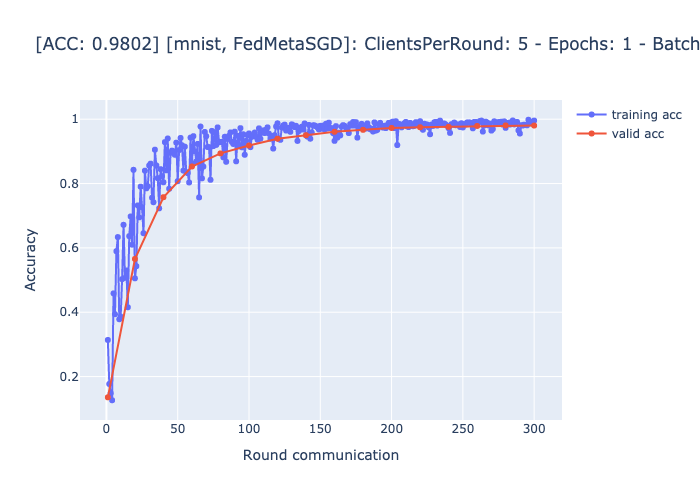 [ACC: 0.9802] [mnist, FedMetaSGD]: ClientsPerRound: 5 - Epochs: 1 - Batch
training acc
valid acc
1
0.8
0.6
0.4
0.2
Accuracy
0 50 100 150 200 250 300
Round communication